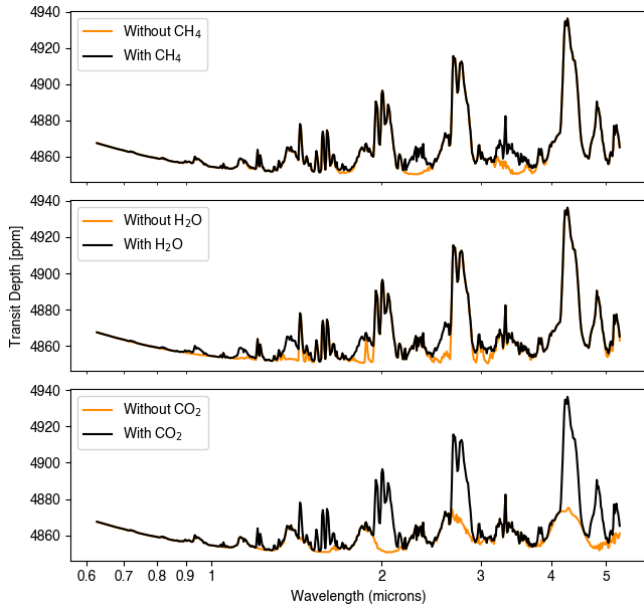 4940
4920
4900
4880
4860
Without CH₄
With CH₄
4940
4920
4900
4880
4860
Without H₂O
With H₂O
Transit Depth [ppm]
4940
4920
4900
4880
4860
4840
Without CO₂
With CO₂
0.6 0.7 0.8 0.9 1 2 3 4 5
Wavelength (microns)